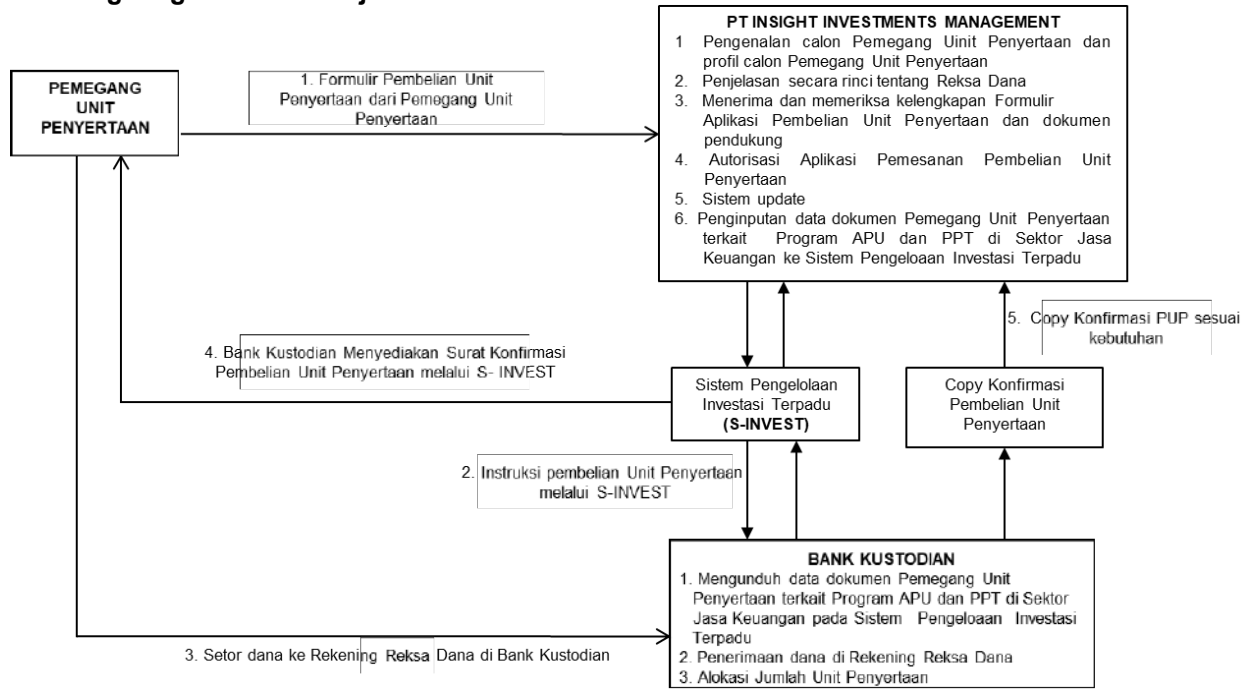 PT INSIGHT INVESTMENTS MANAGEMENT
1 Pengenalan calon Pemegang Uinit Penyertaan dan
profil calon Pemegang Unit Penyertaan
2. Penjelasan secara rinci tentang Reksa Dana
3. Menerima dan memeriksa kelengkapan Formulir
Aplikasi Pembelian Unit Penyertaan dan dokumen
pendukung
4. Autorisasi Aplikasi Pemesanan Pembelian Unit
Penyertaan
5. Sistem update
6. Penginputan data dokumen Pemegang Unit Penyertaan
terkait Program APU dan PPT di Sektor Jasa
Keuangan ke Sistem Pengeloaan Investasi Terpadu
PEMEGANG
UNIT
PENYERTAAN
1. Formulir Pembelian Unit
Penyertaan dari Pemegang Unit
Penyertaan
5. Copy Konfirmasi PUP sesuai
kebutuhan
4. Bank Kustodian Menyediakan Surat Konfirmasi
Pembelian Unit Penyertaan melalui S- INVEST
Sistem Pengelolaan
Investasi Terpadu
(S-INVEST)
Copy Konfirmasi
Pembelian Unit
Penyertaan
2. Instruksi pembelian Unit Penyertaan
melalui S-INVEST
BANK KUSTODIAN
1. Mengunduh data dokumen Pemegang Unit
Penyertaan terkait Program APU dan PPT di Sektor
Jasa Keuangan pada Sistem Pengeloaan Investasi
Terpadu
2. Penerimaan dana di Rekening Reksa Dana
3. Alokasi Jumlah Unit Penyertaan
3. Setor dana ke Rekening Reksa Dana di Bank Kustodian